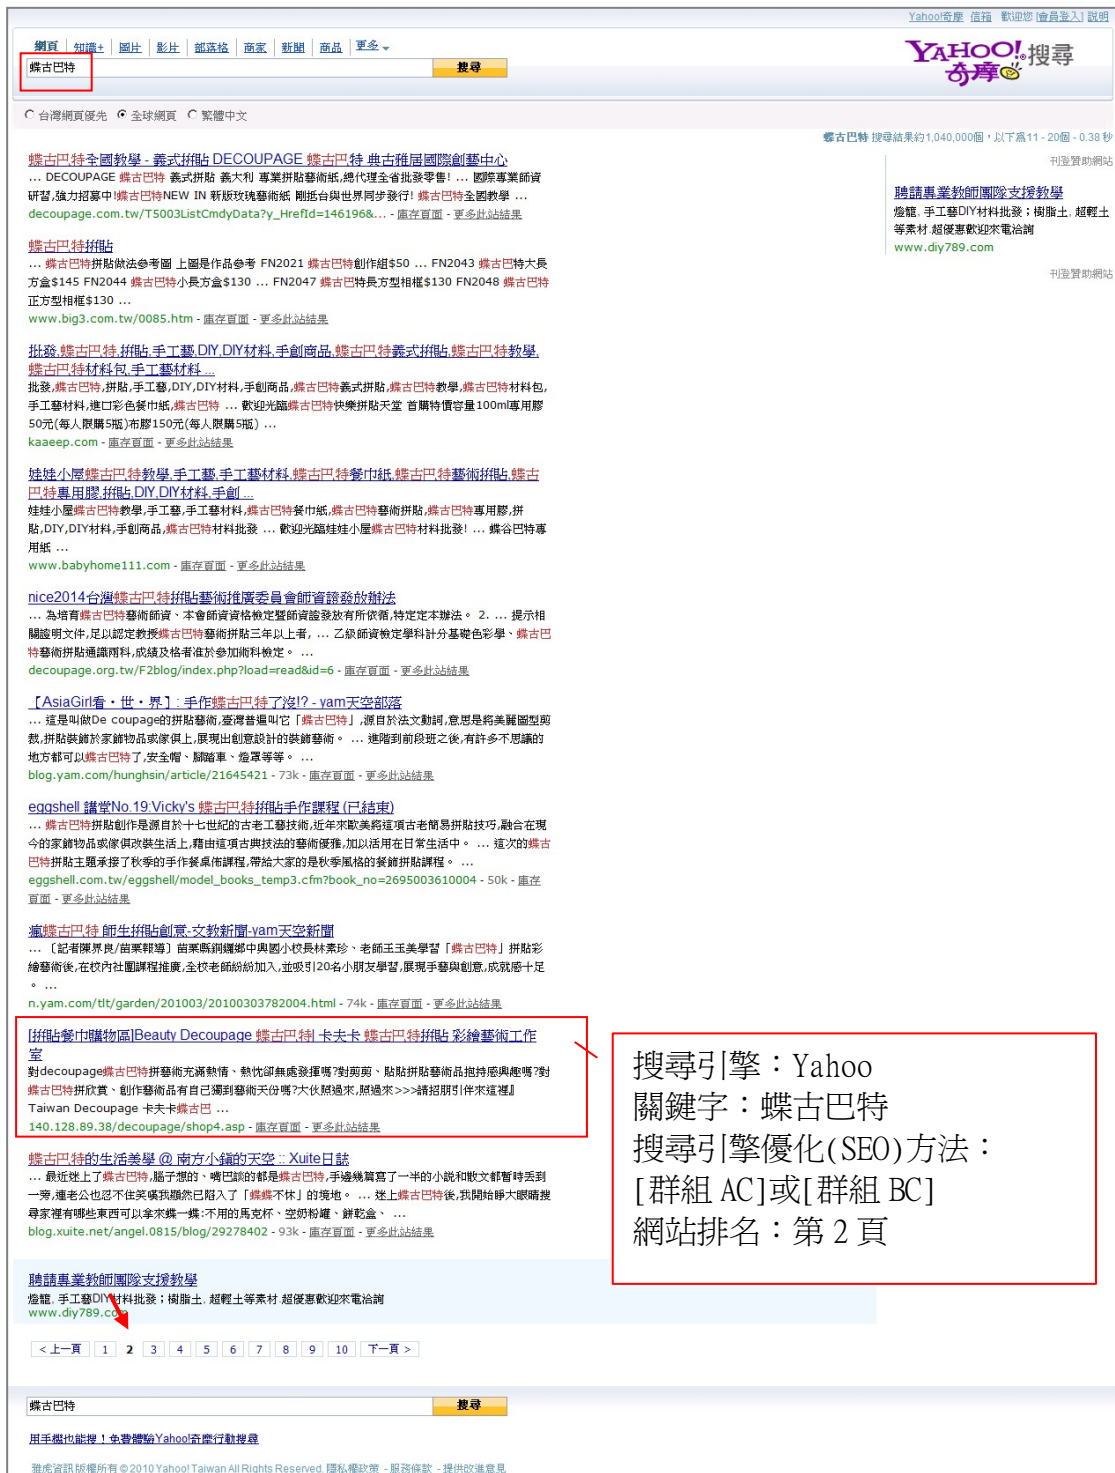 Yahoo!奇摩 信箱 歡迎您 [會員登入] 說明
網頁 | 知識+ | 圖片 | 影片 | 部落格 | 商家 | 新聞 | 商品 | 更多
蝶古巴特 搜尋
YAHOO!奇摩 搜尋
台灣網頁優先 全球網頁 繁體中文
蝶古巴特 搜尋結果約1,040,000個，以下為11 - 20個 - 0.38 秒
蝶古巴特全國教學 - 義式拼貼 DECOUPAGE 蝶古巴特 典古雅居國際創藝中心
... DECOUPAGE 蝶古巴特 義式拼貼 義大利 專業拼貼藝術紙,總代理全省批發零售! ... 國際專業師資
研習,強力招募中!蝶古巴特NEW IN 新版玫瑰藝術紙 剛抵台與世界同步發行! 蝶古巴特全國教學 ...
decoupage.com.tw/T5003ListCmdyData?y_HrefId=146196&... - 庫存頁面 - 更多此站結果
刊登贊助網站
聘請專業教師團隊支援教學
燈籠, 手工藝DIY材料批發；樹脂土, 超輕土
等素材.超優惠歡迎來電洽詢
www.diy789.com
刊登贊助網站
蝶古巴特拼貼
... 蝶古巴特拼貼做法參考圖 上圖是作品參考 FN2021 蝶古巴特創作組$50 ... FN2043 蝶古巴特大長
方盒$145 FN2044 蝶古巴特小長方盒$130 ... FN2047 蝶古巴特長方型相框$130 FN2048 蝶古巴特
正方型相框$130 ...
www.big3.com.tw/0085.htm - 庫存頁面 - 更多此站結果
批發,蝶古巴特,拼貼,手工藝,DIY,DIY材料,手創商品,蝶古巴特義式拼貼,蝶古巴特教學,
蝶古巴特材料包,手工藝材料 ...
批發,蝶古巴特,拼貼,手工藝,DIY,DIY材料,手創商品,蝶古巴特義式拼貼,蝶古巴特教學,蝶古巴特材料包,
手工藝材料,進口彩色餐巾紙,蝶古巴特 ... 歡迎光臨蝶古巴特快樂拼貼天堂 首購特價容量100ml專用膠
50元(每人限購5瓶)布膠150元(每人限購5瓶) ...
kaaeep.com - 庫存頁面 - 更多此站結果
娃娃小屋蝶古巴特教學,手工藝,手工藝材料,蝶古巴特餐巾紙,蝶古巴特藝術拼貼,蝶古
巴特專用膠,拼貼,DIY,DIY材料,手創 ...
娃娃小屋蝶古巴特教學,手工藝,手工藝材料,蝶古巴特餐巾紙,蝶古巴特藝術拼貼,蝶古巴特專用膠,拼
貼,DIY,DIY材料,手創商品,蝶古巴特材料批發 ... 歡迎光臨娃娃小屋蝶古巴特材料批發! ... 蝶谷巴特專
用紙 ...
www.babyhome111.com - 庫存頁面 - 更多此站結果
nice2014台灣蝶古巴特拼貼藝術推廣委員會師資證發放辦法
... 為培育蝶古巴特藝術師資、本會師資資格檢定暨師資證發放有所依循,特定定本辦法。 2. ... 提示相
關證明文件,足以認定教授蝶古巴特藝術拼貼三年以上者, ... 乙級師資檢定學科計分基礎色彩學、蝶古巴
特藝術拼貼通識兩科,成績及格者准於參加術科檢定。 ...
decoupage.org.tw/F2blog/index.php?load=read&id=6 - 庫存頁面 - 更多此站結果
【AsiaGirl看・世・界】: 手作蝶古巴特了沒!? - yam天空部落
... 這是叫做De coupage的拼貼藝術,臺灣普遍叫它「蝶古巴特」,源自於法文動詞,意思是將美麗圖型剪
裁,拼貼裝飾於家飾物品或傢俱上,展現出創意設計的裝飾藝術。 ... 進階到前段班之後,有許多不思議的
地方都可以蝶古巴特了,安全帽、腳踏車、燈罩等等。 ...
blog.yam.com/hunghsin/article/21645421 - 73k - 庫存頁面 - 更多此站結果
eggshell 講堂No.19:Vicky's 蝶古巴特拼貼手作課程 (已結束)
... 蝶古巴特拼貼創作是源自於十七世紀的古老工藝技術,近年來歐美將這項古老簡易拼貼技巧,融合在現
今的家飾物品或傢俱改裝生活上,藉由這項古典技法的藝術優雅,加以活用在日常生活中。 ... 這次的蝶古
巴特拼貼主題承接了秋季的手作餐桌佈課程,帶給大家的是秋季風格的餐飾拼貼課程。 ...
eggshell.com.tw/eggshell/model_books_temp3.cfm?book_no=2695003610004 - 50k - 庫存
頁面 - 更多此站結果
瘋蝶古巴特 師生拼貼創意-文教新聞-yam天空新聞
... 〔記者陳界良/苗栗報導〕苗栗縣銅鑼鄉中興國小校長林素珍、老師王玉美學習「蝶古巴特」拼貼彩
繪藝術後,在校內社團課程推廣,全校老師紛紛加入,並吸引20名小朋友學習,展現手藝與創意,成就感十足
。 ...
n.yam.com/tlt/garden/201003/20100303782004.html - 74k - 庫存頁面 - 更多此站結果
[拼貼餐巾購物區]Beauty Decoupage 蝶古巴特| 卡夫卡 蝶古巴特拼貼 彩繪藝術工作
室
對decoupage蝶古巴特拼藝術充滿熱情、熱忱卻無處發揮嗎?對剪剪、貼貼拼貼藝術品抱持感興趣嗎?對
蝶古巴特拼欣賞、創作藝術品有自己獨到藝術天份嗎?大伙照過來,照過來>>>請招朋引伴來這裡』
Taiwan Decoupage 卡夫卡蝶古巴 ...
140.128.89.38/decoupage/shop4.asp - 庫存頁面 - 更多此站結果
搜尋引擎：Yahoo
關鍵字：蝶古巴特
搜尋引擎優化(SEO)方法：
[群組 AC]或[群組 BC]
網站排名：第 2 頁
蝶古巴特的生活美學 @ 南方小鎮的天空 :: Xuite日誌
... 最近迷上了蝶古巴特,腦子想的、嘴巴談的都是蝶古巴特,手邊幾篇寫了一半的小說和散文都暫時丟到
一旁,連老公也忍不住笑嘆我顯然已陷入了「蝶蝶不休」的境地。 ... 迷上蝶古巴特後,我開始睜大眼睛搜
尋家裡有哪些東西可以拿來蝶一蝶:不用的馬克杯、空奶粉罐、餅乾盒、 ...
blog.xuite.net/angel.0815/blog/29278402 - 93k - 庫存頁面 - 更多此站結果
聘請專業教師團隊支援教學
燈籠, 手工藝DIY材料批發；樹脂土, 超輕土等素材.超優惠歡迎來電洽詢
www.diy789.com
< 上一頁 1 2 3 4 5 6 7 8 9 10 下一頁 >
蝶古巴特 搜尋
用手機也能搜！免費體驗Yahoo!奇摩行動搜尋
雅虎資訊 版權所有 © 2010 Yahoo! Taiwan All Rights Reserved. 隱私權政策 - 服務條款 - 提供改進意見